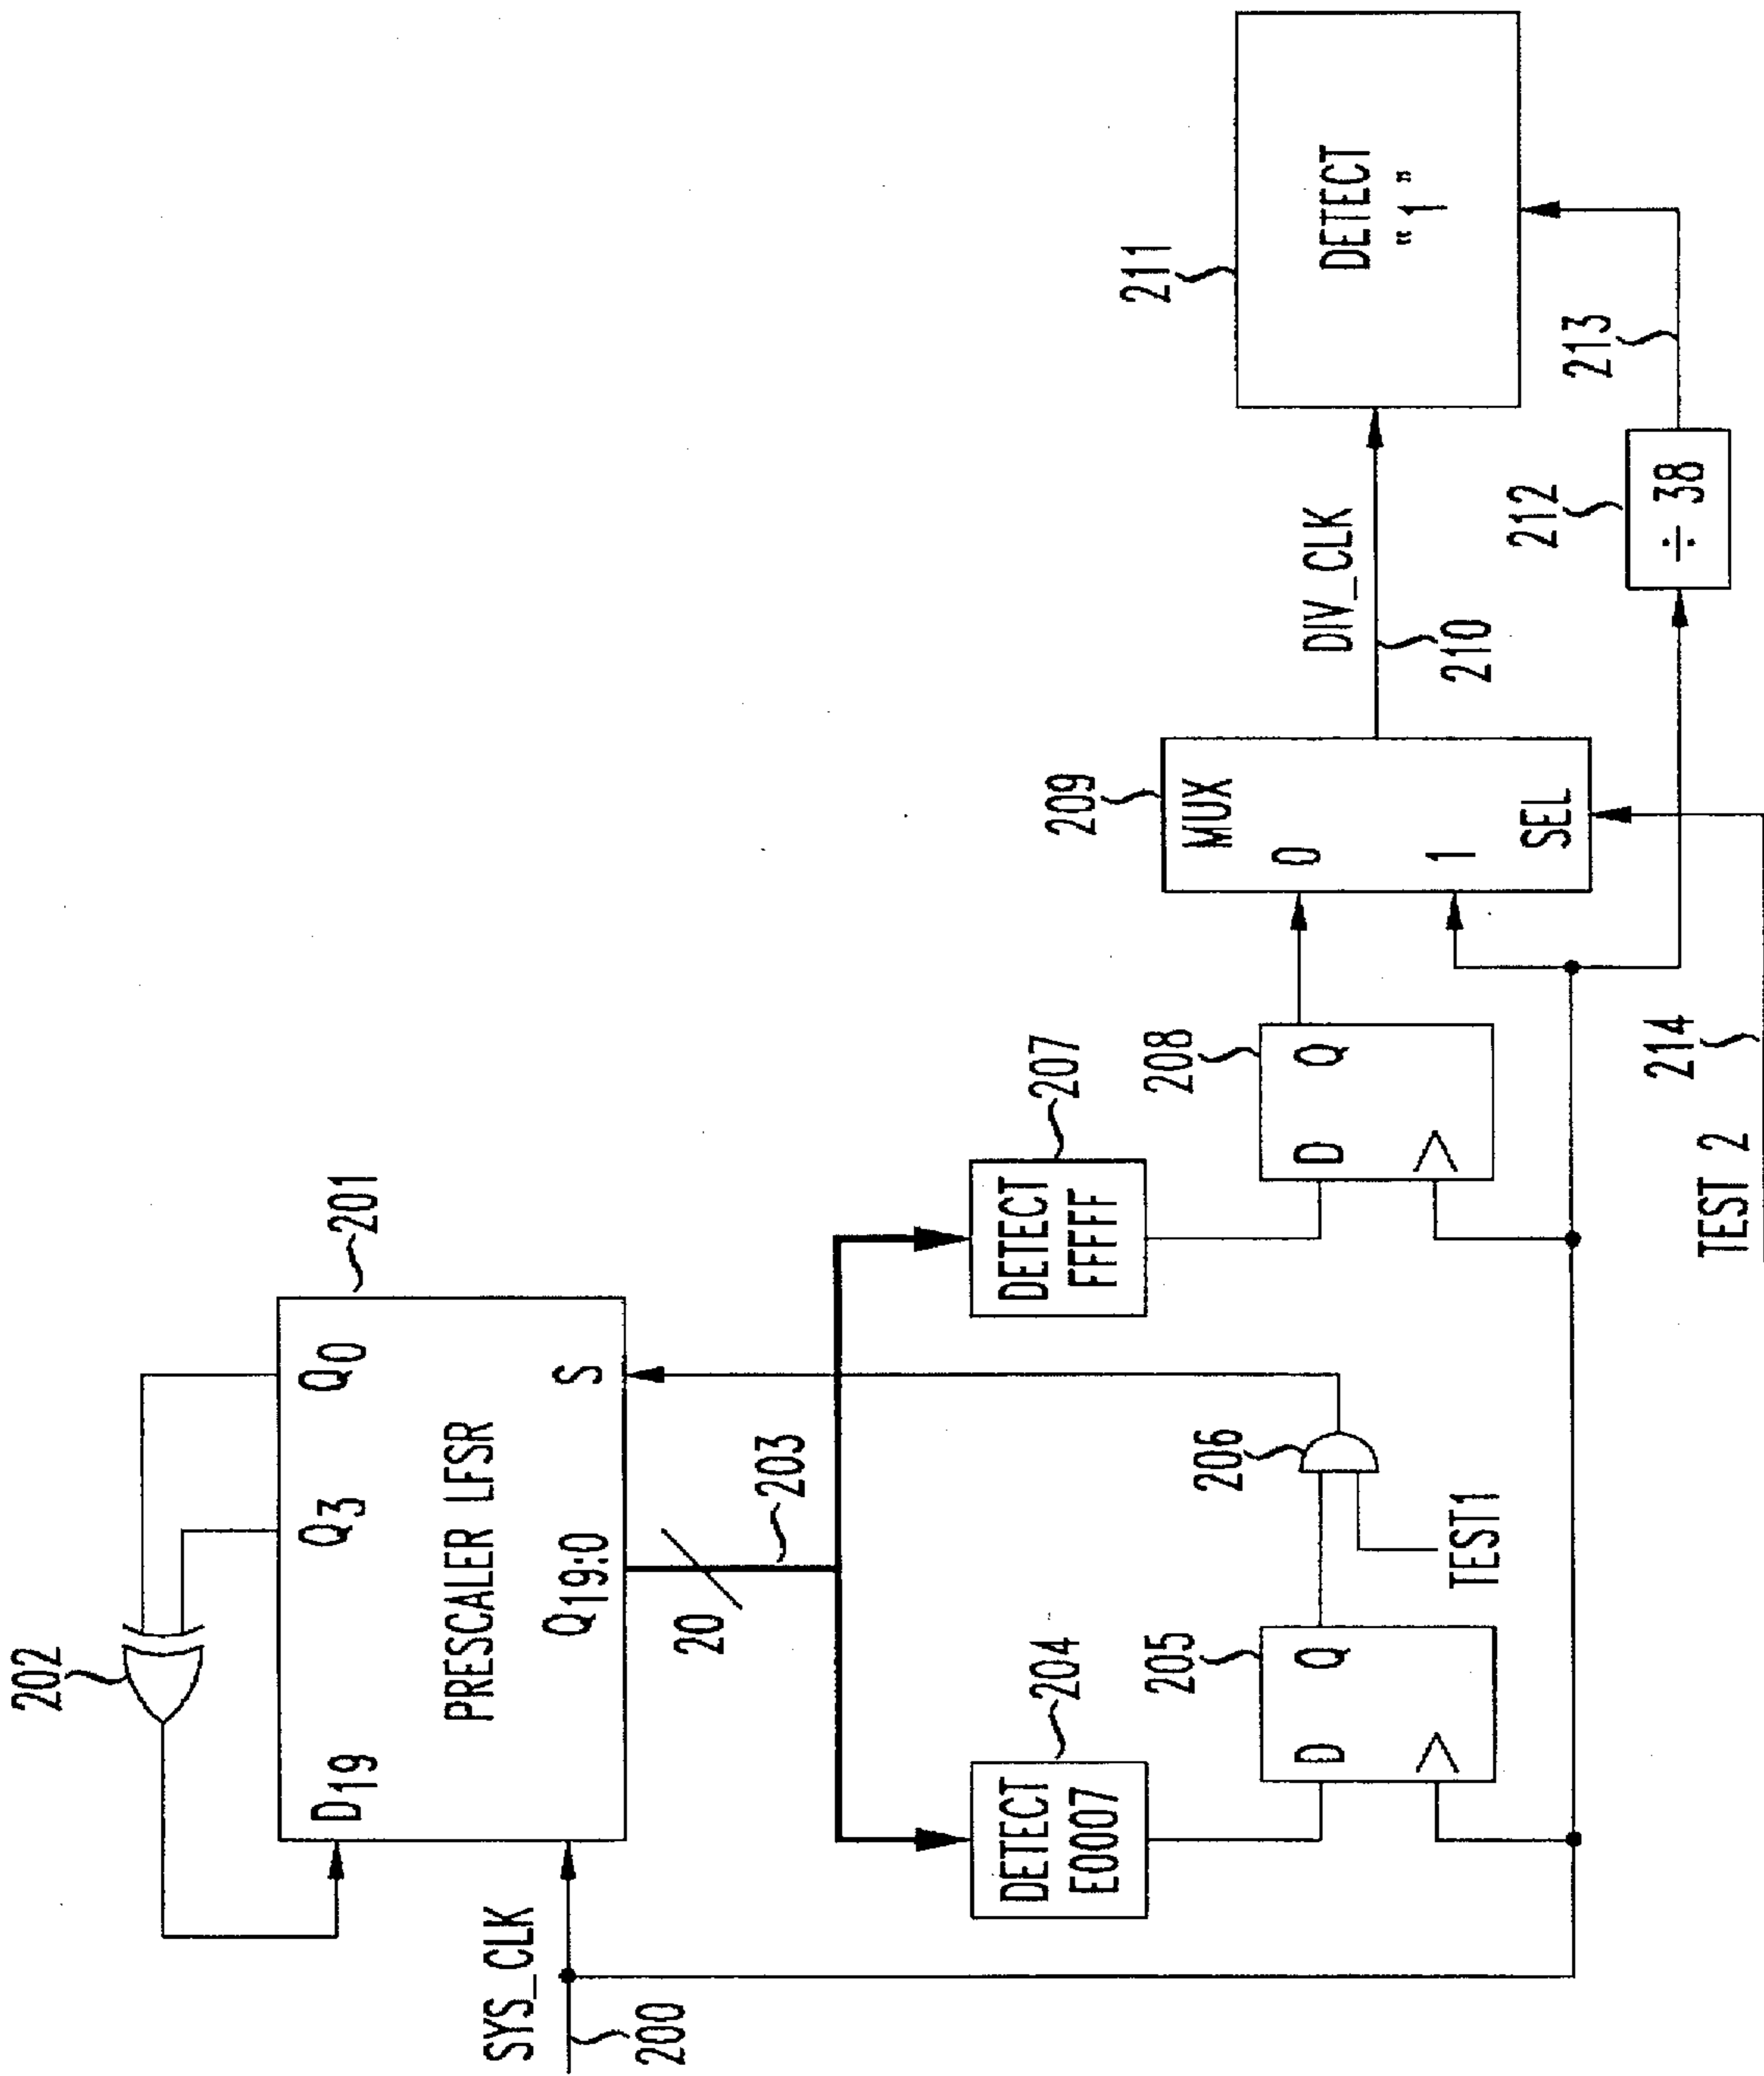 202
201
D19
Q3
Q0
PRESCALER LFSR
Q19:0
S
SYS_CLK
200
20
203
204
DETECT
E0007
207
DETECT
FFFFF
205
D
Q
206
TEST1
208
D
Q
209
MUX
0
1
SEL
TEST 2
214
DIV_CLK
210
211
DETECT
"1"
212
÷ 38
213